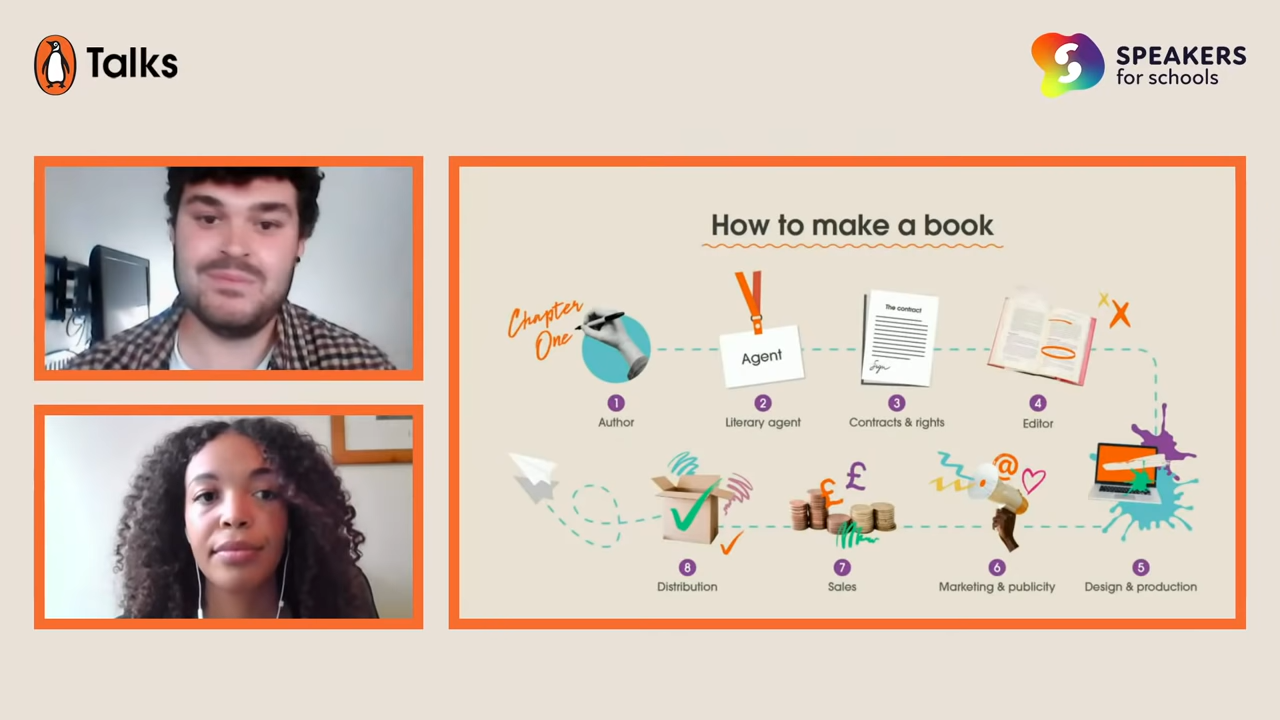 Talks
SPEAKERS
for schools
How to make a book
Chapter
One
Agent
The contract
Sign
1
Author
2
Literary agent
3
Contracts & rights
4
Editor
@
£
£
8
Distribution
7
Sales
6
Marketing & publicity
5
Design & production